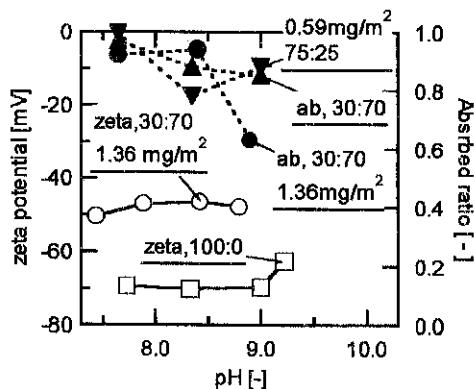 0
-20
-40
-60
-80
zeta potential [mV]
8.0
9.0
10.0
pH [-]
1.0
0.8
0.6
0.4
0.2
0.0
Absorbed ratio [-]
0.59mg/m²
75:25
ab, 30:70
zeta,30:70
1.36 mg/m²
ab, 30:70
1.36mg/m²
zeta,100:0